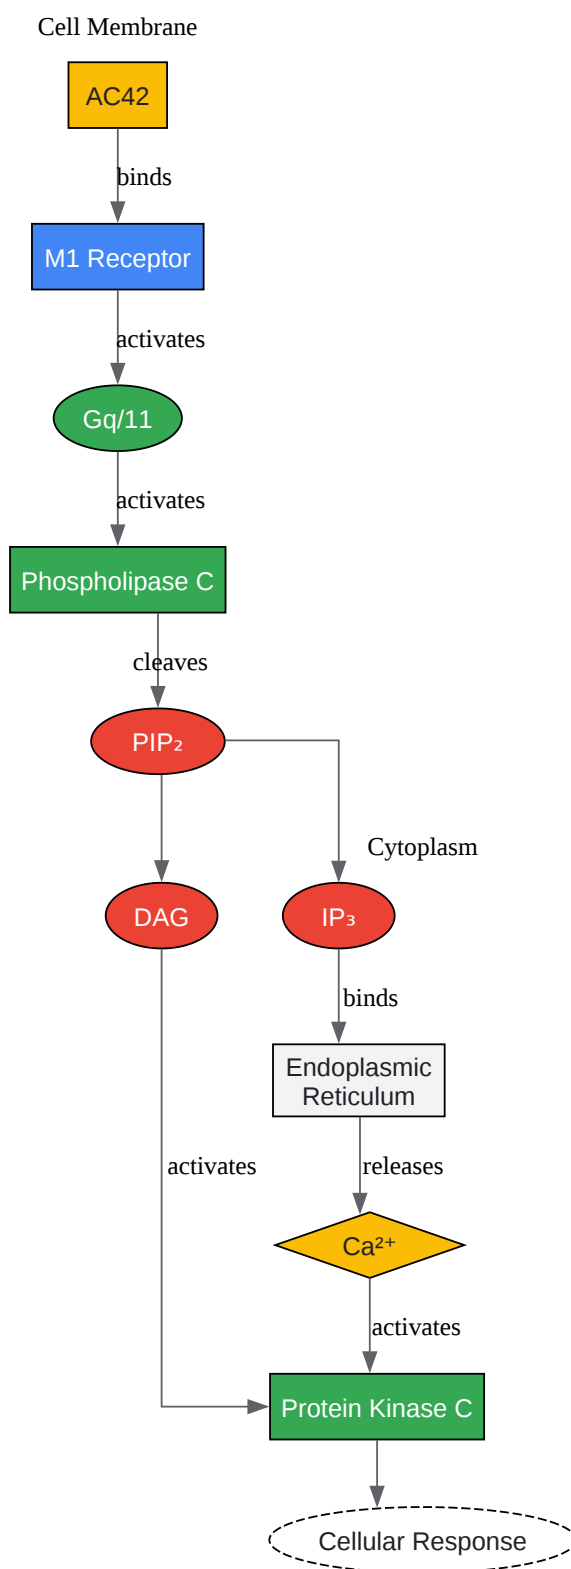 Cell Membrane
AC42
binds
M1 Receptor
activates
Gq/11
activates
Phospholipase C
cleaves
PIP₂
Cytoplasm
DAG
IP₃
binds
Endoplasmic
Reticulum
activates
releases
Ca²⁺
activates
Protein Kinase C
Cellular Response